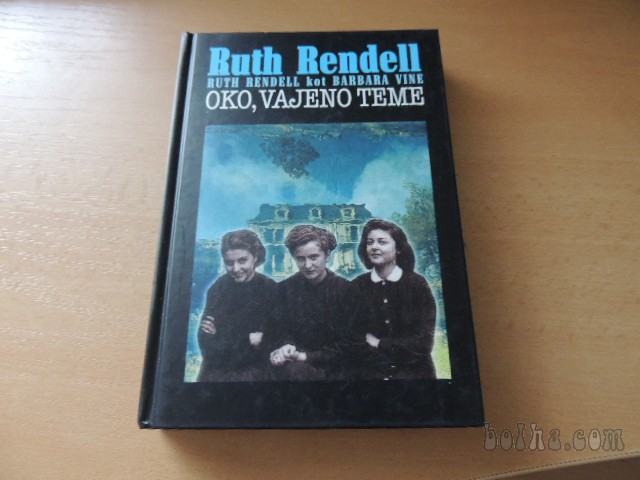 Ruth Rendell
RUTH RENDELL kot BARBARA VINE
OKO, VAJENO TEME
bolha.com